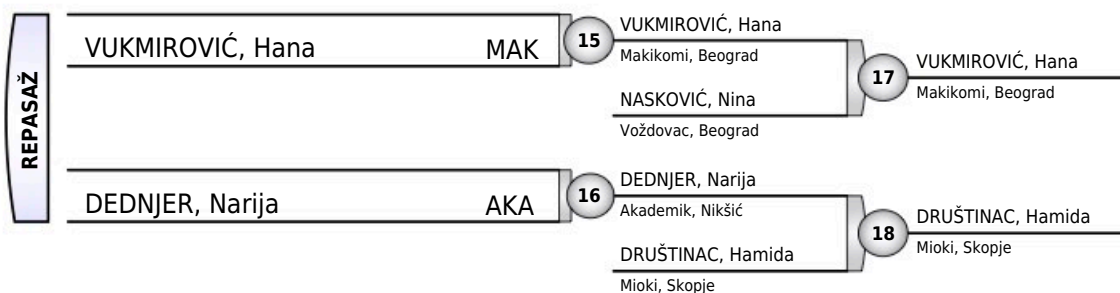 REPASAŽ
VUKMIROVIĆ, Hana MAK
15
VUKMIROVIĆ, Hana
Makikomi, Beograd
NASKOVIĆ, Nina
Voždovac, Beograd
17
VUKMIROVIĆ, Hana
Makikomi, Beograd
DEDNJER, Narija AKA
16
DEDNJER, Narija
Akademik, Nikšić
DRUŠTINAC, Hamida
Mioki, Skopje
18
DRUŠTINAC, Hamida
Mioki, Skopje